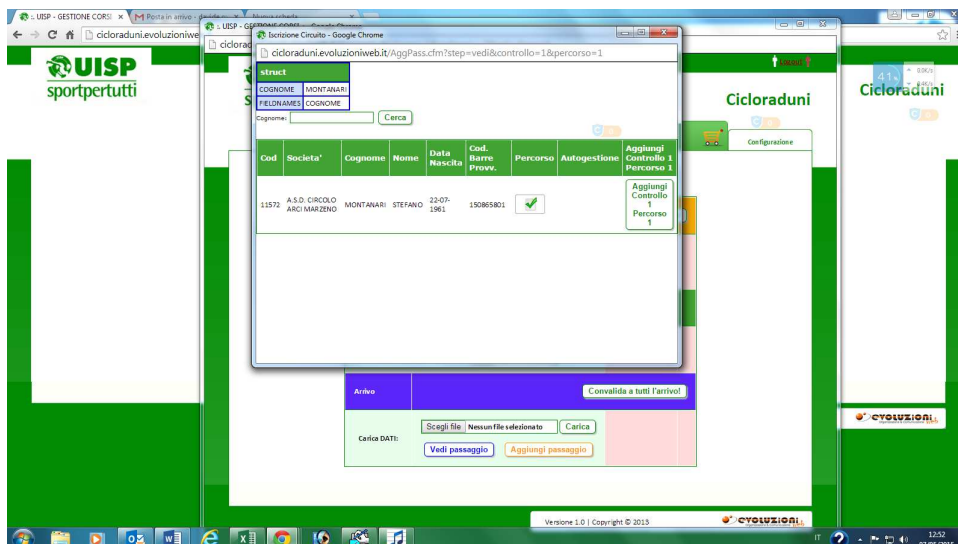 UISP - GESTIONE CORSI
Posta in arrivo -
Nuova scheda
cicloraduni.evoluzioniwe
Iscrizione Circuito - Google Chrome
cicloraduni.evoluzioniweb.it/AggPass.cfm?step=vedi&controllo=1&percorso=1
UISP
sportpertutti
Cicloraduni
Cicloraduni
Configurazione
struct
COGNOME MONTANARI
FIELDNAMES COGNOME
Cognome: Cerca
Cod Societa' Cognome Nome Data Nascita Cod. Barre Provv. Percorso Autogestione Aggiungi Controllo 1 Percorso 1
11572 A.S.D. CIRCOLO ARCI MARZENO MONTANARI STEFANO 22-07-1961 150865801 Aggiungi Controllo 1 Percorso 1
Arrivo Convalida a tutti l'arrivo!
Carica DATI: Scegli file Nessun file selezionato Carica
Vedi passaggio Aggiungi passaggio
Versione 1.0 | Copyright © 2013
evoluzioni
evoluzioni
IT 12:52